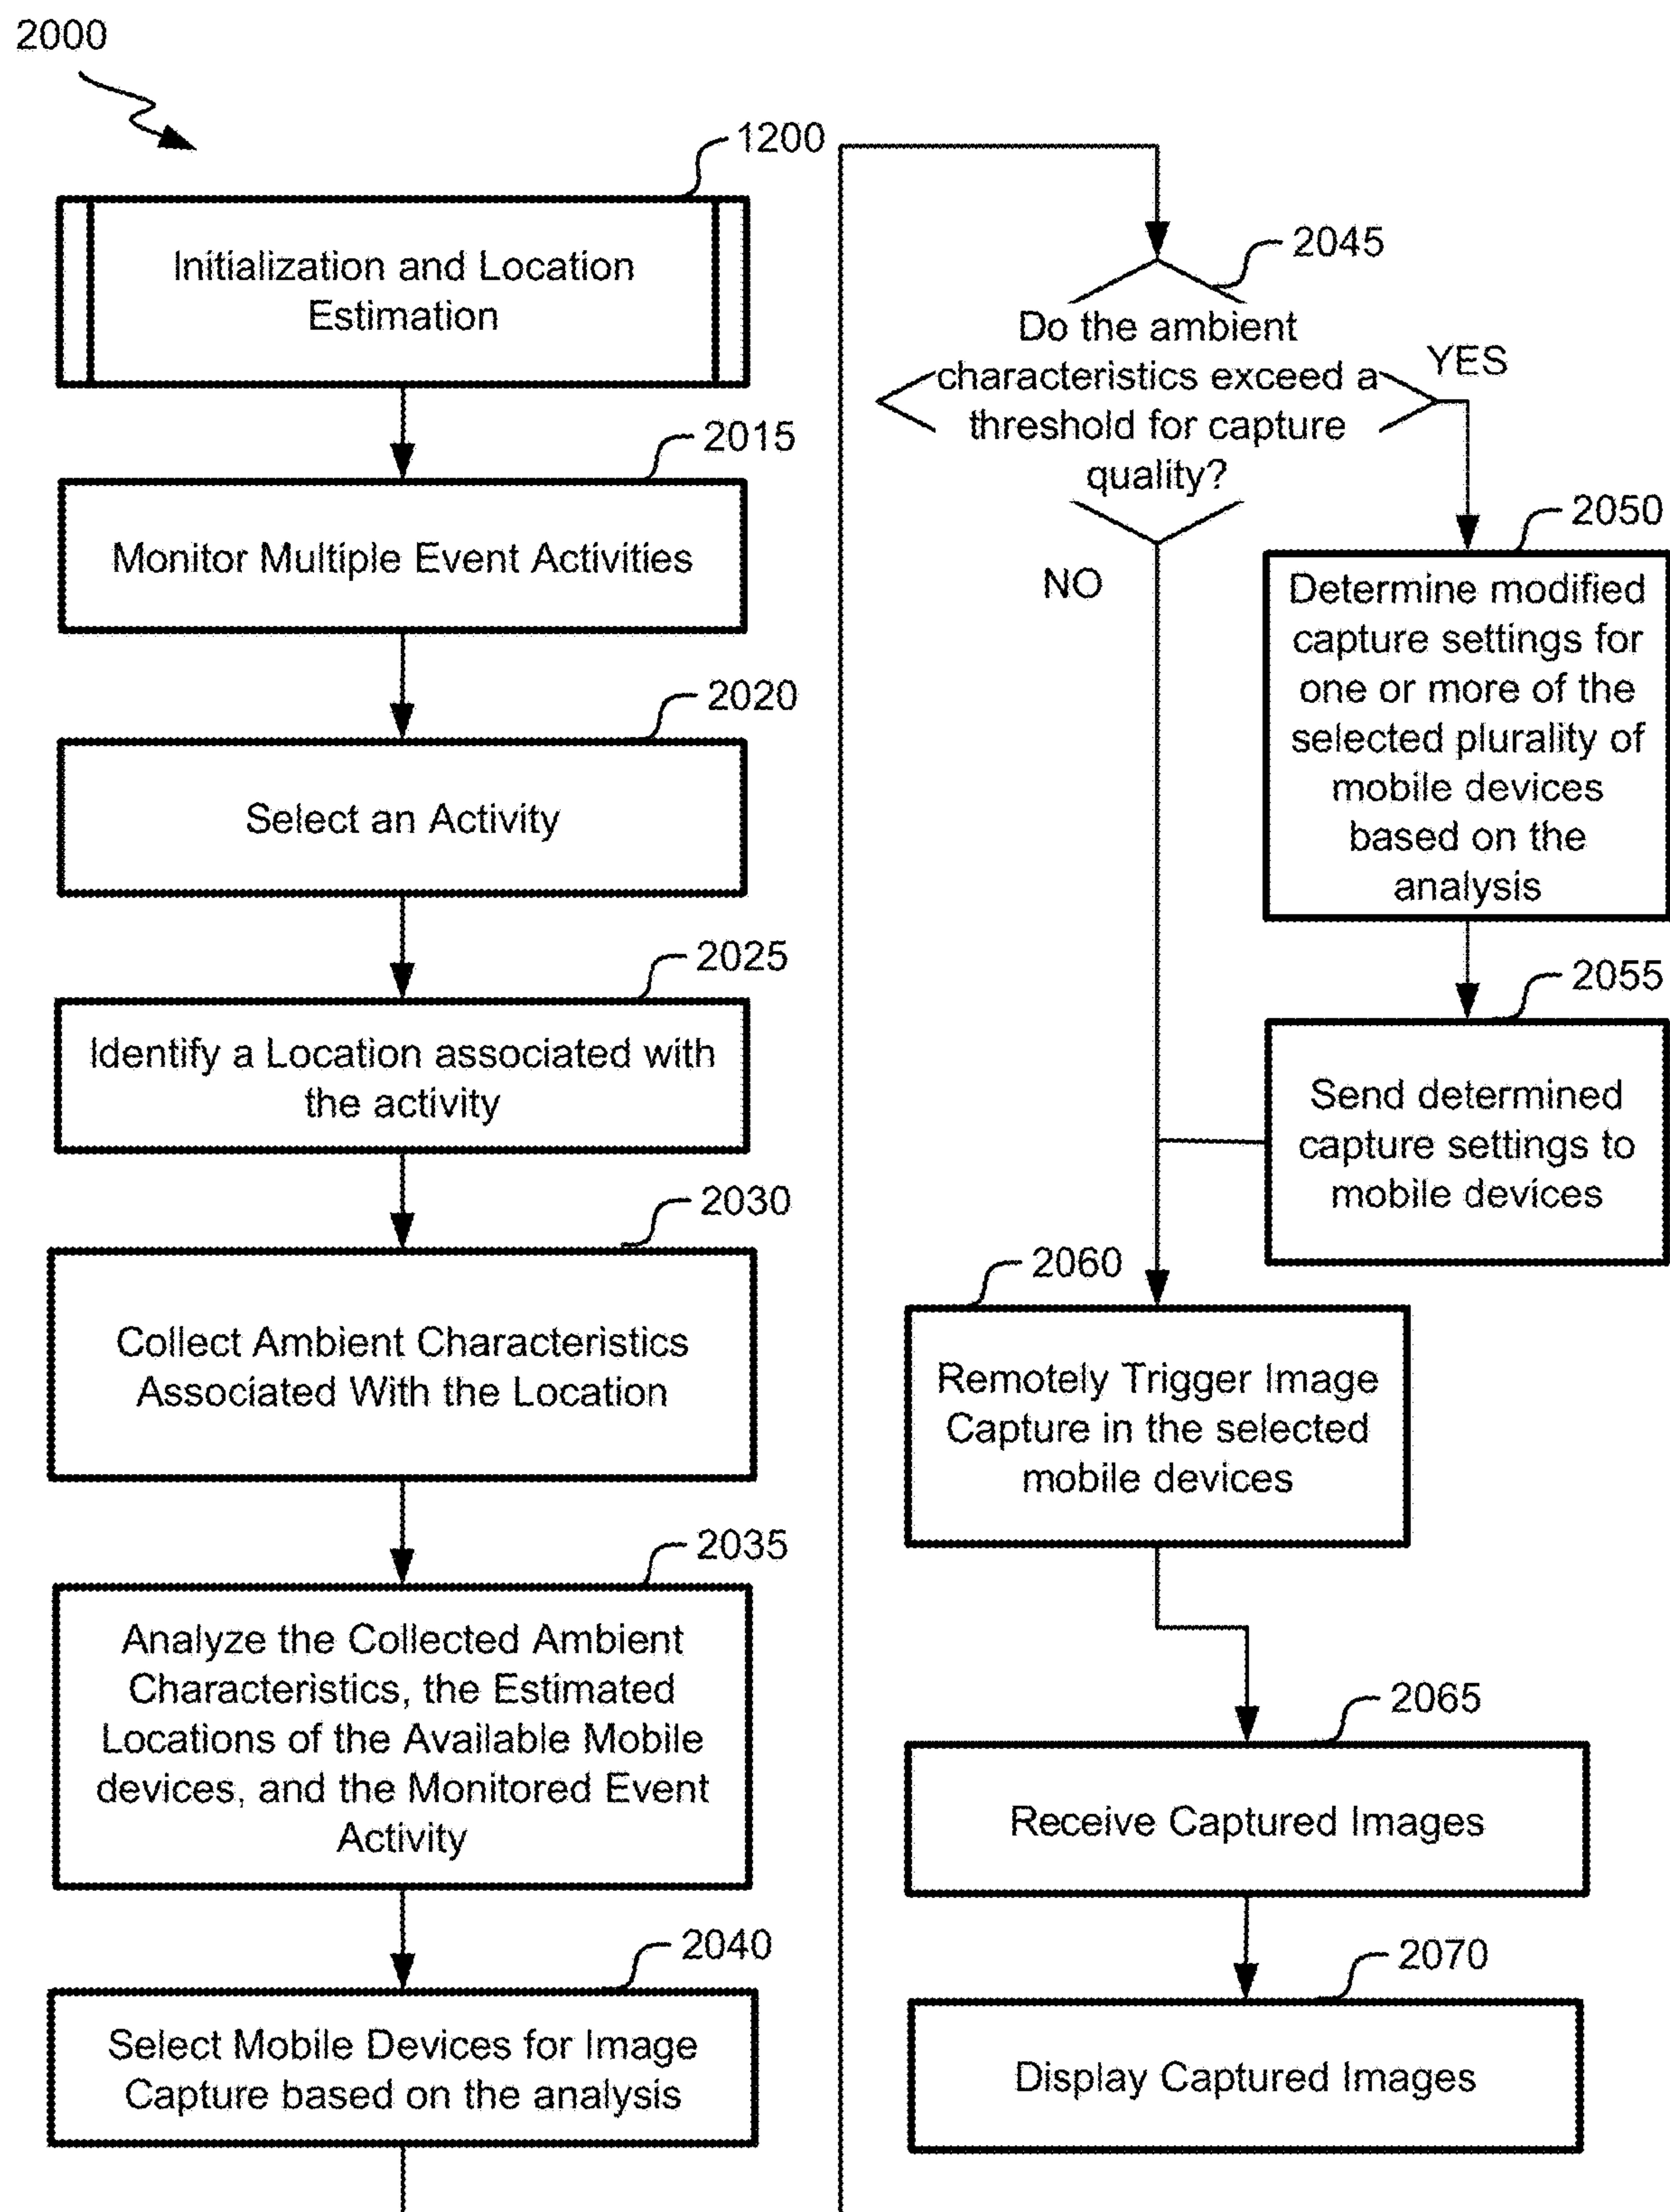 2000
1200
Initialization and Location
Estimation
2015
Monitor Multiple Event Activities
2020
Select an Activity
2025
Identify a Location associated with
the activity
2030
Collect Ambient Characteristics
Associated With the Location
2035
Analyze the Collected Ambient
Characteristics, the Estimated
Locations of the Available Mobile
devices, and the Monitored Event
Activity
2040
Select Mobile Devices for Image
Capture based on the analysis
2045
Do the ambient
characteristics exceed a
threshold for capture
quality?
YES
NO
2050
Determine modified
capture settings for
one or more of the
selected plurality of
mobile devices
based on the
analysis
2055
Send determined
capture settings to
mobile devices
2060
Remotely Trigger Image
Capture in the selected
mobile devices
2065
Receive Captured Images
2070
Display Captured Images